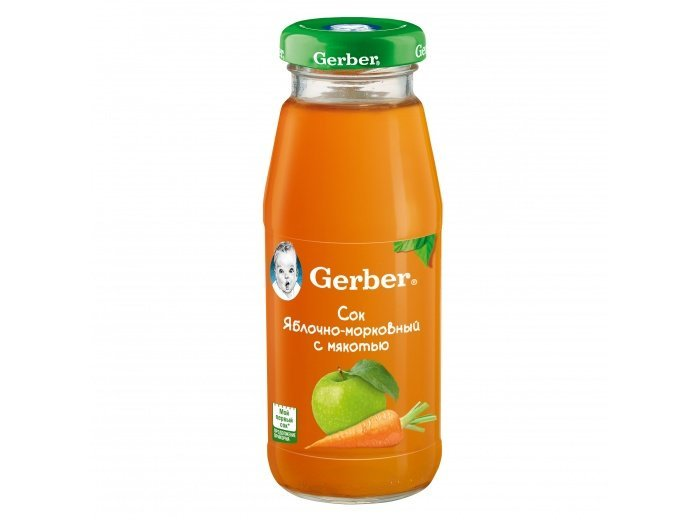 Gerber®
Gerber®
Сок
Яблочно-морковный
с мякотью
Мой
первый
сок*